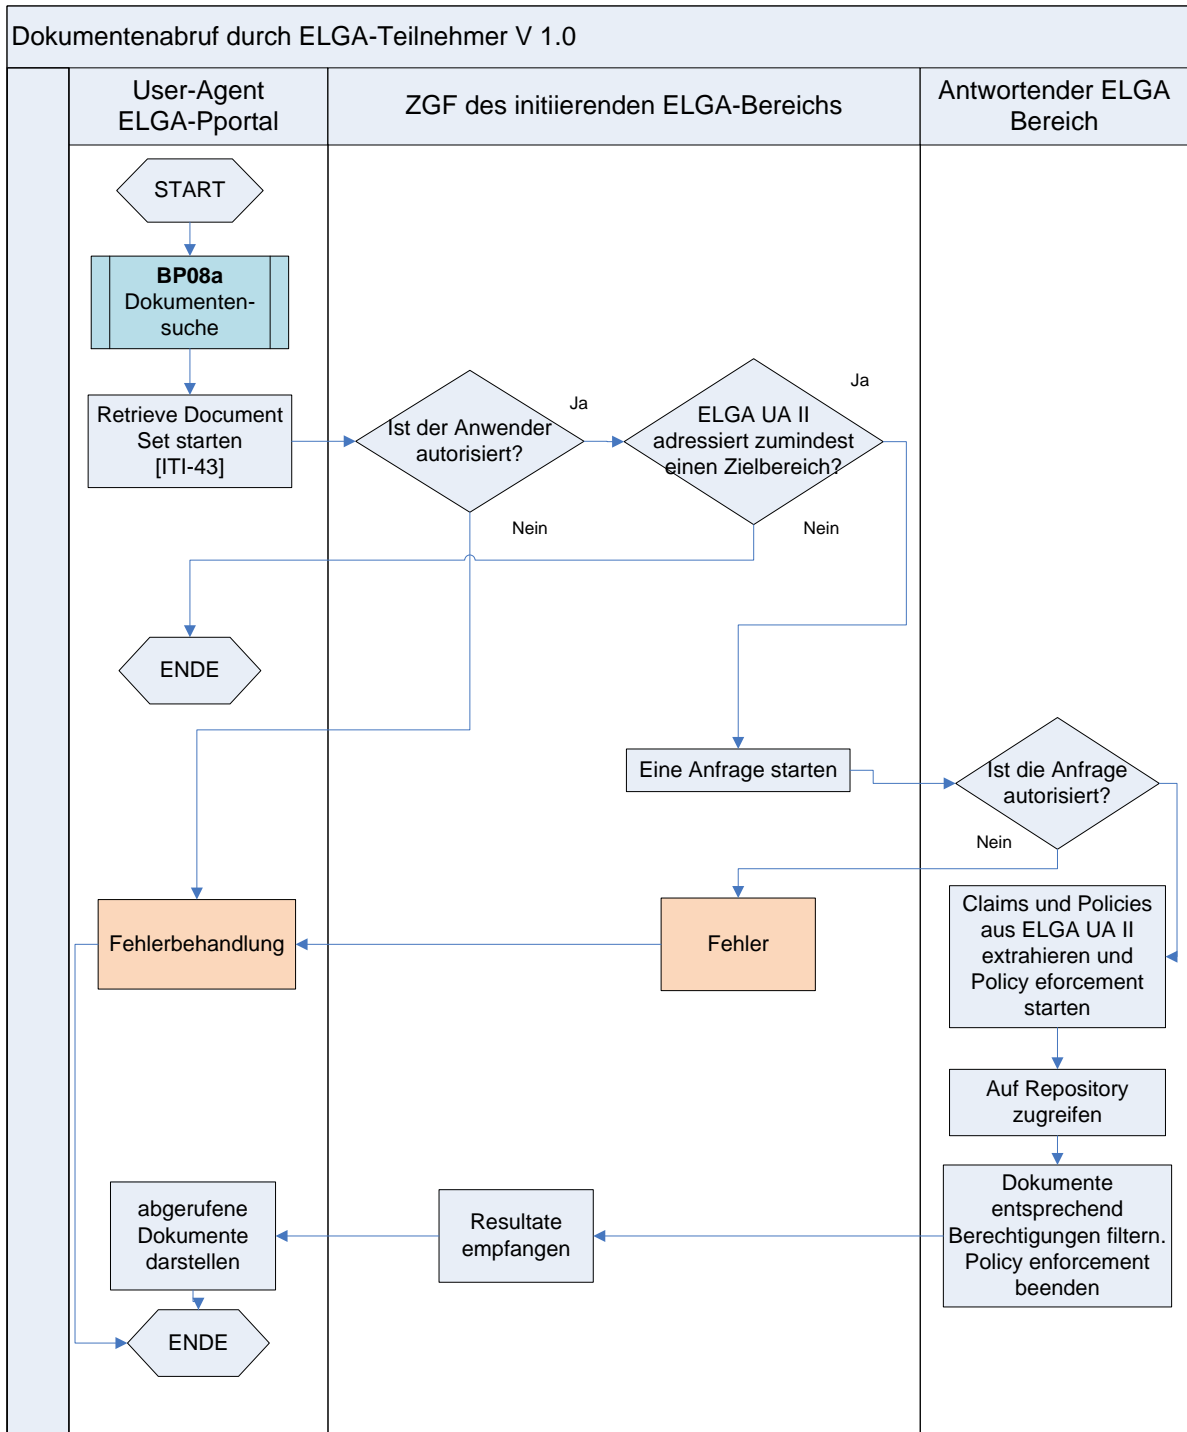 Dokumentenabruf durch ELGA-Teilnehmer V 1.0
User-Agent
ELGA-Pportal
ZGF des initiierenden ELGA-Bereichs
Antwortender ELGA
Bereich
START
BP08a
Dokumenten-
suche
Retrieve Document
Set starten
[ITI-43]
Ist der Anwender
autorisiert?
Ja
ELGA UA II
adressiert zumindest
einen Zielbereich?
Ja
Nein
Nein
ENDE
Eine Anfrage starten
Ist die Anfrage
autorisiert?
Nein
Fehlerbehandlung
Fehler
Claims und Policies
aus ELGA UA II
extrahieren und
Policy eforcement
starten
Auf Repository
zugreifen
Dokumente
entsprechend
Berechtigungen filtern.
Policy enforcement
beenden
Resultate
empfangen
abgerufene
Dokumente
darstellen
ENDE